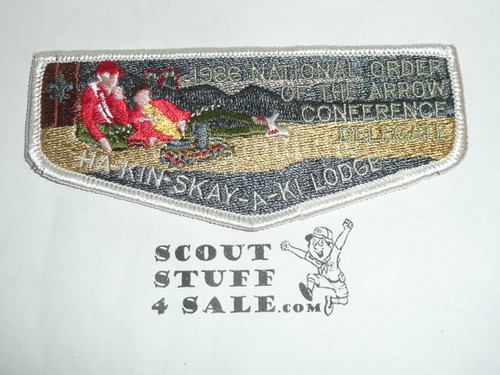 1986 NATIONAL ORDER
OF THE ARROW
CONFERENCE
DELEGATE
HA-KIN-SKAY-A-KI LODGE
SCOUT
STUFF
4 SALE.COM